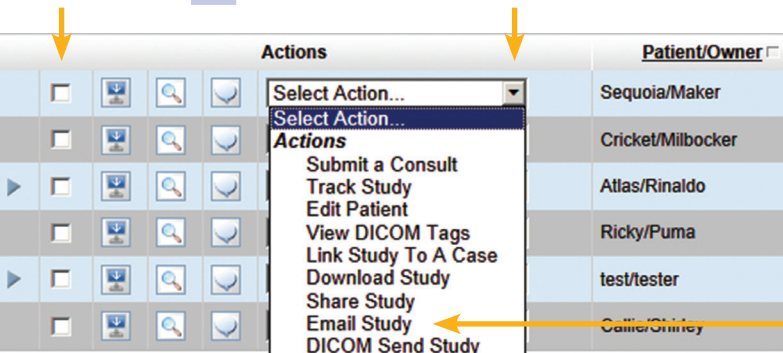 Actions Patient/Owner
Select Action... Sequoia/Maker
Select Action...
Actions Cricket/Milbocker
Submit a Consult
Track Study Atlas/Rinaldo
Edit Patient
View DICOM Tags Ricky/Puma
Link Study To A Case
Download Study test/tester
Share Study
Email Study Callie/Shirley
DICOM Send Study